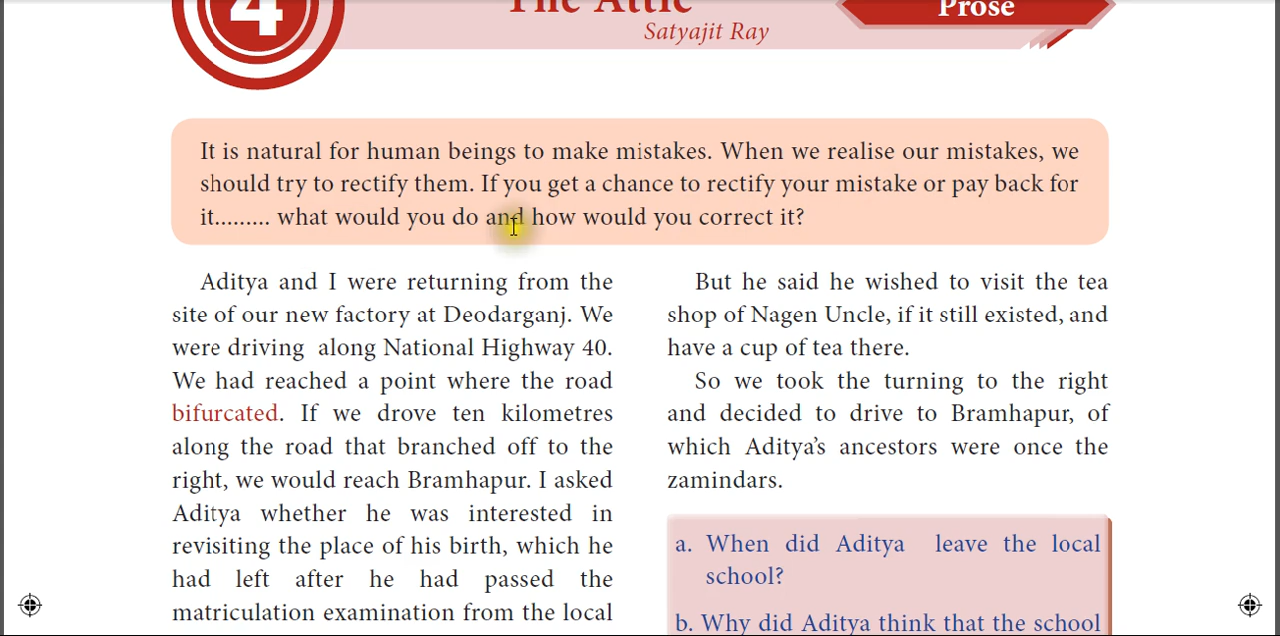 4
The Attic
Prose
Satyajit Ray
It is natural for human beings to make mistakes. When we realise our mistakes, we
should try to rectify them. If you get a chance to rectify your mistake or pay back for
it......... what would you do and how would you correct it?
Aditya and I were returning from the
site of our new factory at Deodarganj. We
were driving along National Highway 40.
We had reached a point where the road
bifurcated. If we drove ten kilometres
along the road that branched off to the
right, we would reach Bramhapur. I asked
Aditya whether he was interested in
revisiting the place of his birth, which he
had left after he had passed the
matriculation examination from the local
But he said he wished to visit the tea
shop of Nagen Uncle, if it still existed, and
have a cup of tea there.
So we took the turning to the right
and decided to drive to Bramhapur, of
which Aditya’s ancestors were once the
zamindars.
a. When did Aditya leave the local
school?
b. Why did Aditya think that the school